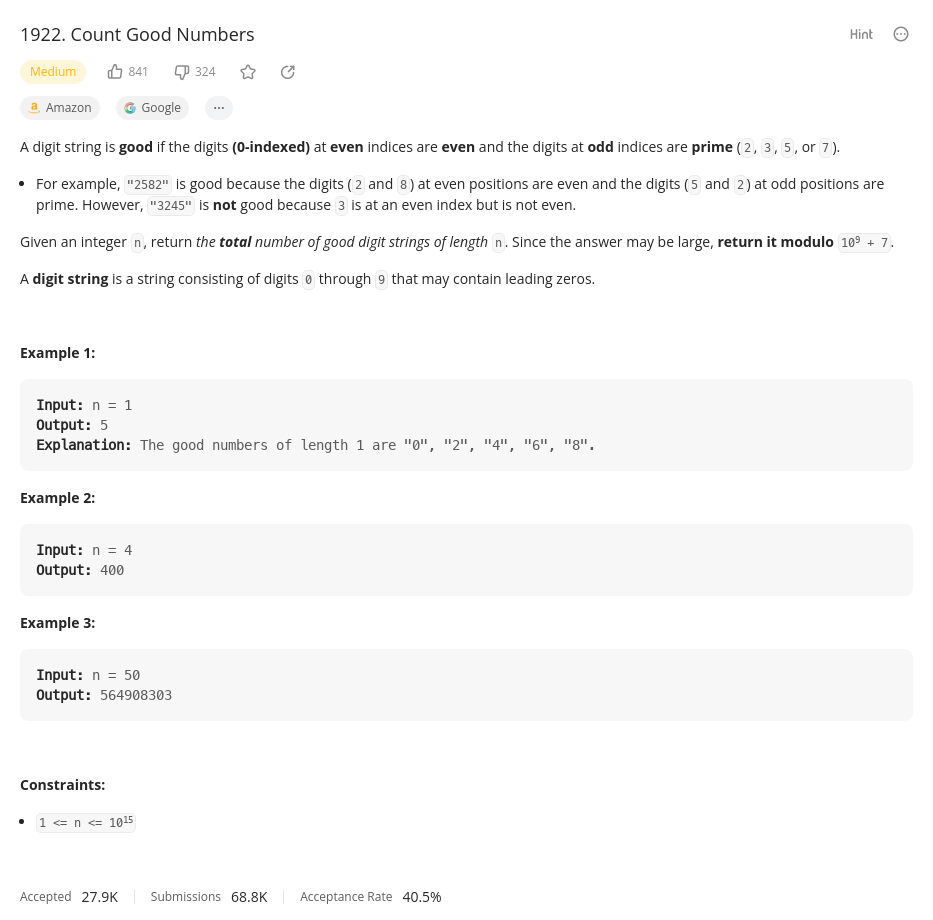 1922. Count Good Numbers Hint
Medium 841 324
Amazon Google ...
A digit string is good if the digits (0-indexed) at even indices are even and the digits at odd indices are prime (2, 3, 5, or 7).
• For example, "2582" is good because the digits (2 and 8) at even positions are even and the digits (5 and 2) at odd positions are
prime. However, "3245" is not good because 3 is at an even index but is not even.
Given an integer n, return the total number of good digit strings of length n. Since the answer may be large, return it modulo 10⁹ + 7.
A digit string is a string consisting of digits 0 through 9 that may contain leading zeros.
Example 1:
Input: n = 1
Output: 5
Explanation: The good numbers of length 1 are "0", "2", "4", "6", "8".
Example 2:
Input: n = 4
Output: 400
Example 3:
Input: n = 50
Output: 564908303
Constraints:
• 1 <= n <= 10¹⁵
Accepted 27.9K Submissions 68.8K Acceptance Rate 40.5%